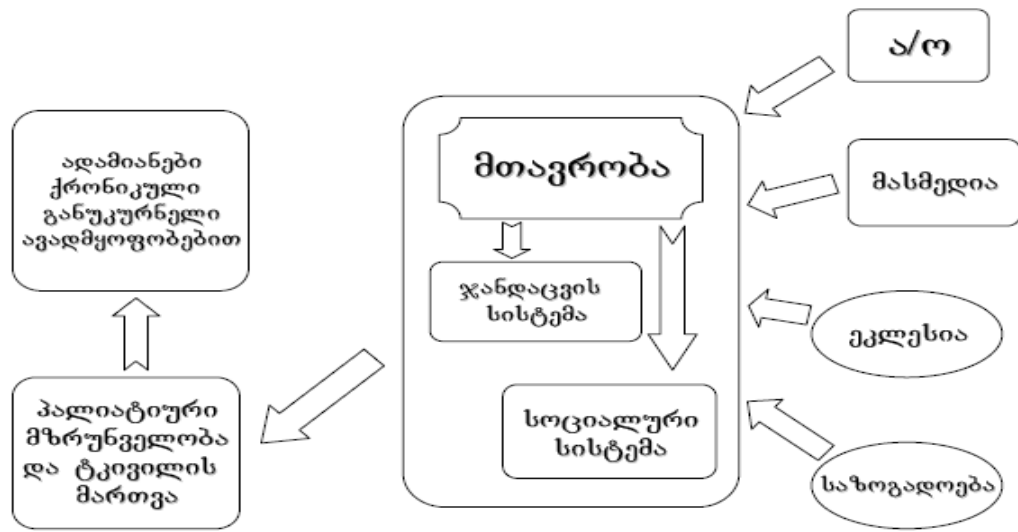 ა/ო
მთავრობა
მასმედია
ადამიანები
ქრონიკული
განუკურნელი
ავადმყოფობებით
ჯანდაცვის
სისტემა
ეკლესია
პალიატიური
მზრუნველობა
და ტკივილის
მართვა
სოციალური
სისტემა
საზოგადოება